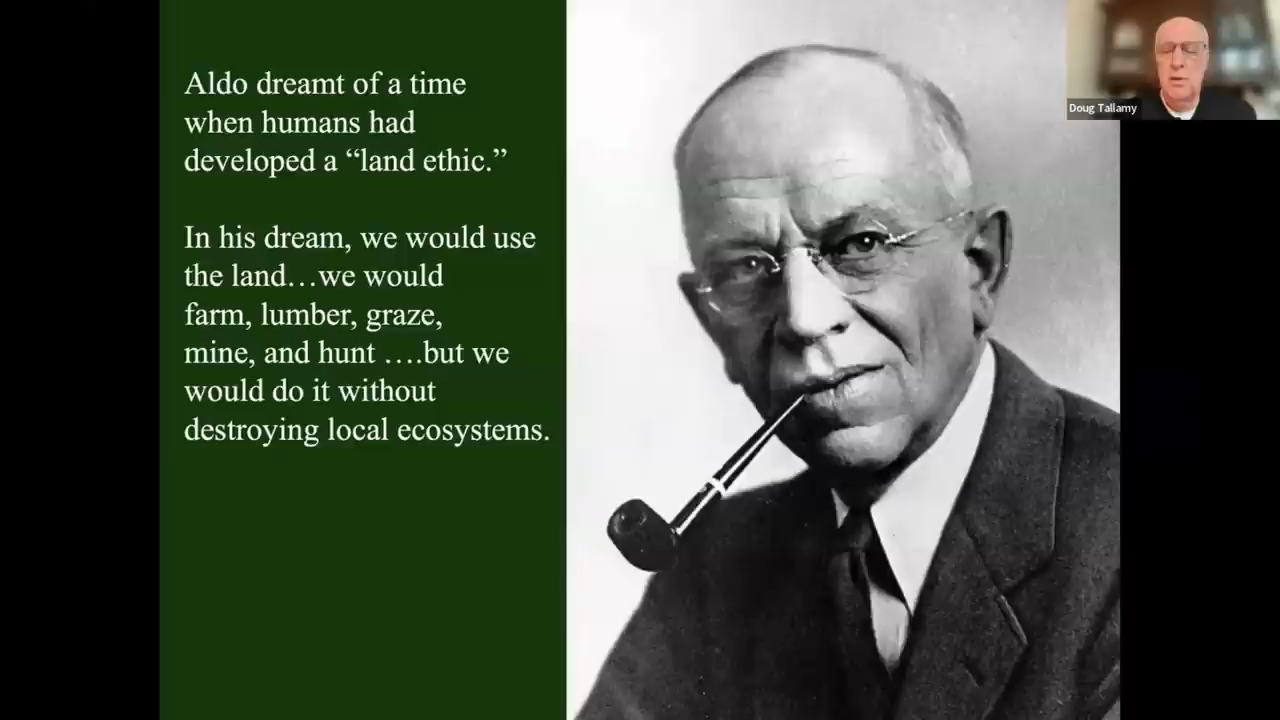 Aldo dreamt of a time
when humans had
developed a “land ethic.”
In his dream, we would use
the land…we would
farm, lumber, graze,
mine, and hunt ….but we
would do it without
destroying local ecosystems.
Doug Tallamy